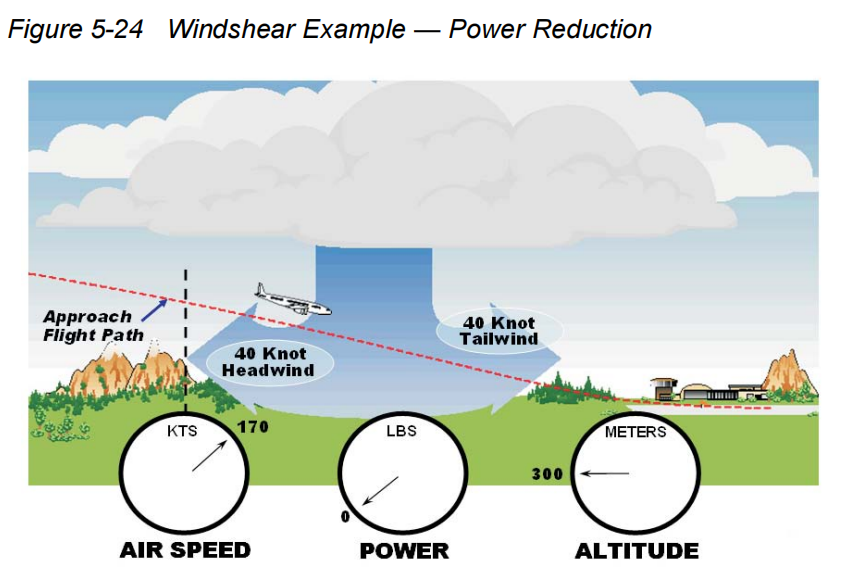 Figure 5-24 Windshear Example — Power Reduction
Approach
Flight Path
40 Knot
Headwind
40 Knot
Tailwind
KTS
170
LBS
0
METERS
300
AIR SPEED
POWER
ALTITUDE